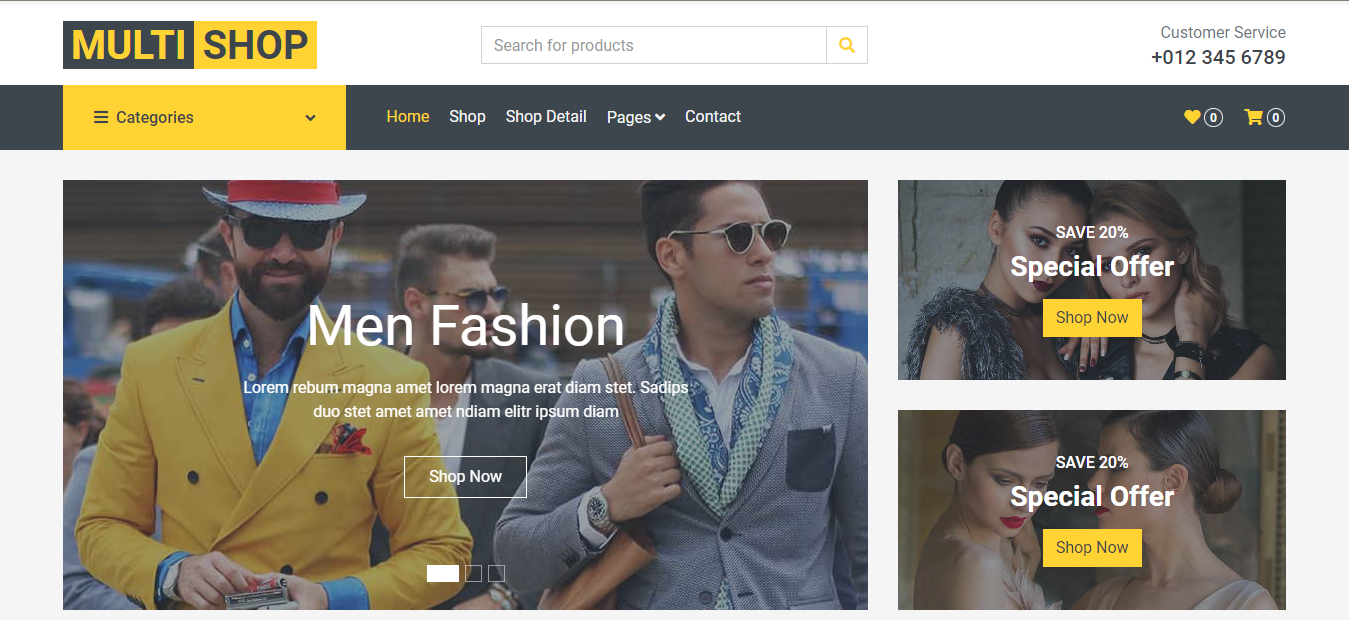 MULTI SHOP
Search for products
Customer Service
+012 345 6789
Categories
Home Shop Shop Detail Pages Contact
0 0
Men Fashion
Lorem rebum magna amet lorem magna erat diam stet. Sadips
duo stet amet amet ndiam elitr ipsum diam
Shop Now
SAVE 20%
Special Offer
Shop Now
SAVE 20%
Special Offer
Shop Now